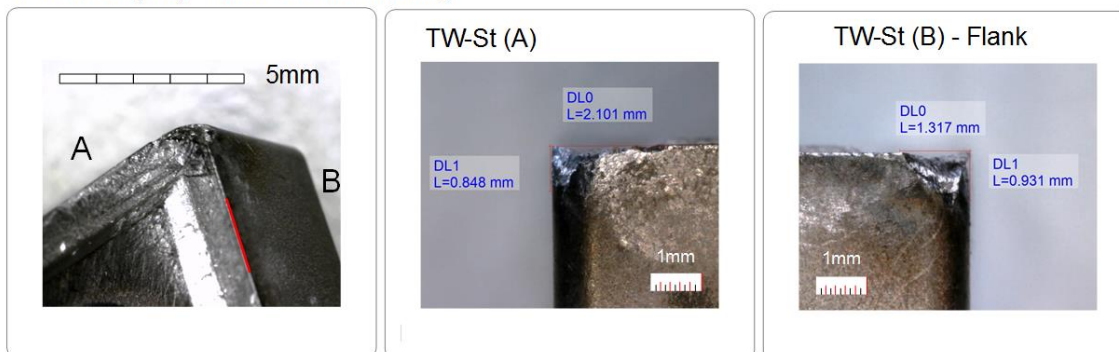 5mm
A
B
TW-St (A)
DL0
L=2.101 mm
DL1
L=0.848 mm
1mm
TW-St (B) - Flank
DL0
L=1.317 mm
DL1
L=0.931 mm
1mm